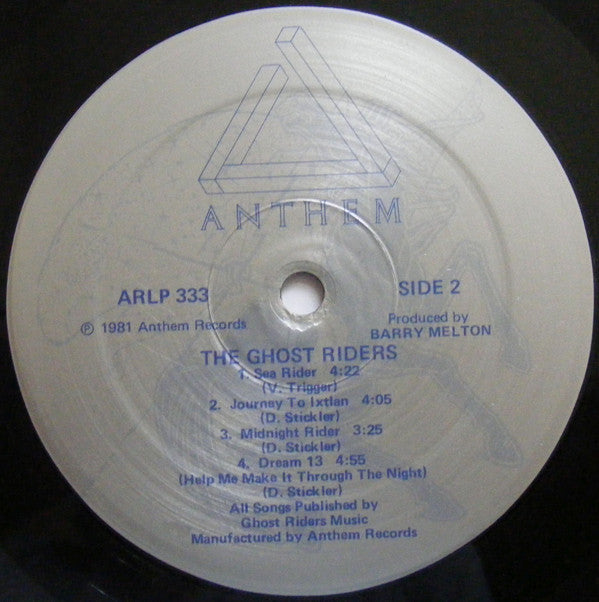 ANTHEM
ARLP 333
SIDE 2
℗ 1981 Anthem Records
Produced by
BARRY MELTON
THE GHOST RIDERS
1. Sea Rider 4:22
(V. Trigger)
2. Journey To Ixtlan 4:05
(D. Stickler)
3. Midnight Rider 3:25
(D. Stickler)
4. Dream 13 4:55
(Help Me Make It Through The Night)
(D. Stickler)
All Songs Published by
Ghost Riders Music
Manufactured by Anthem Records